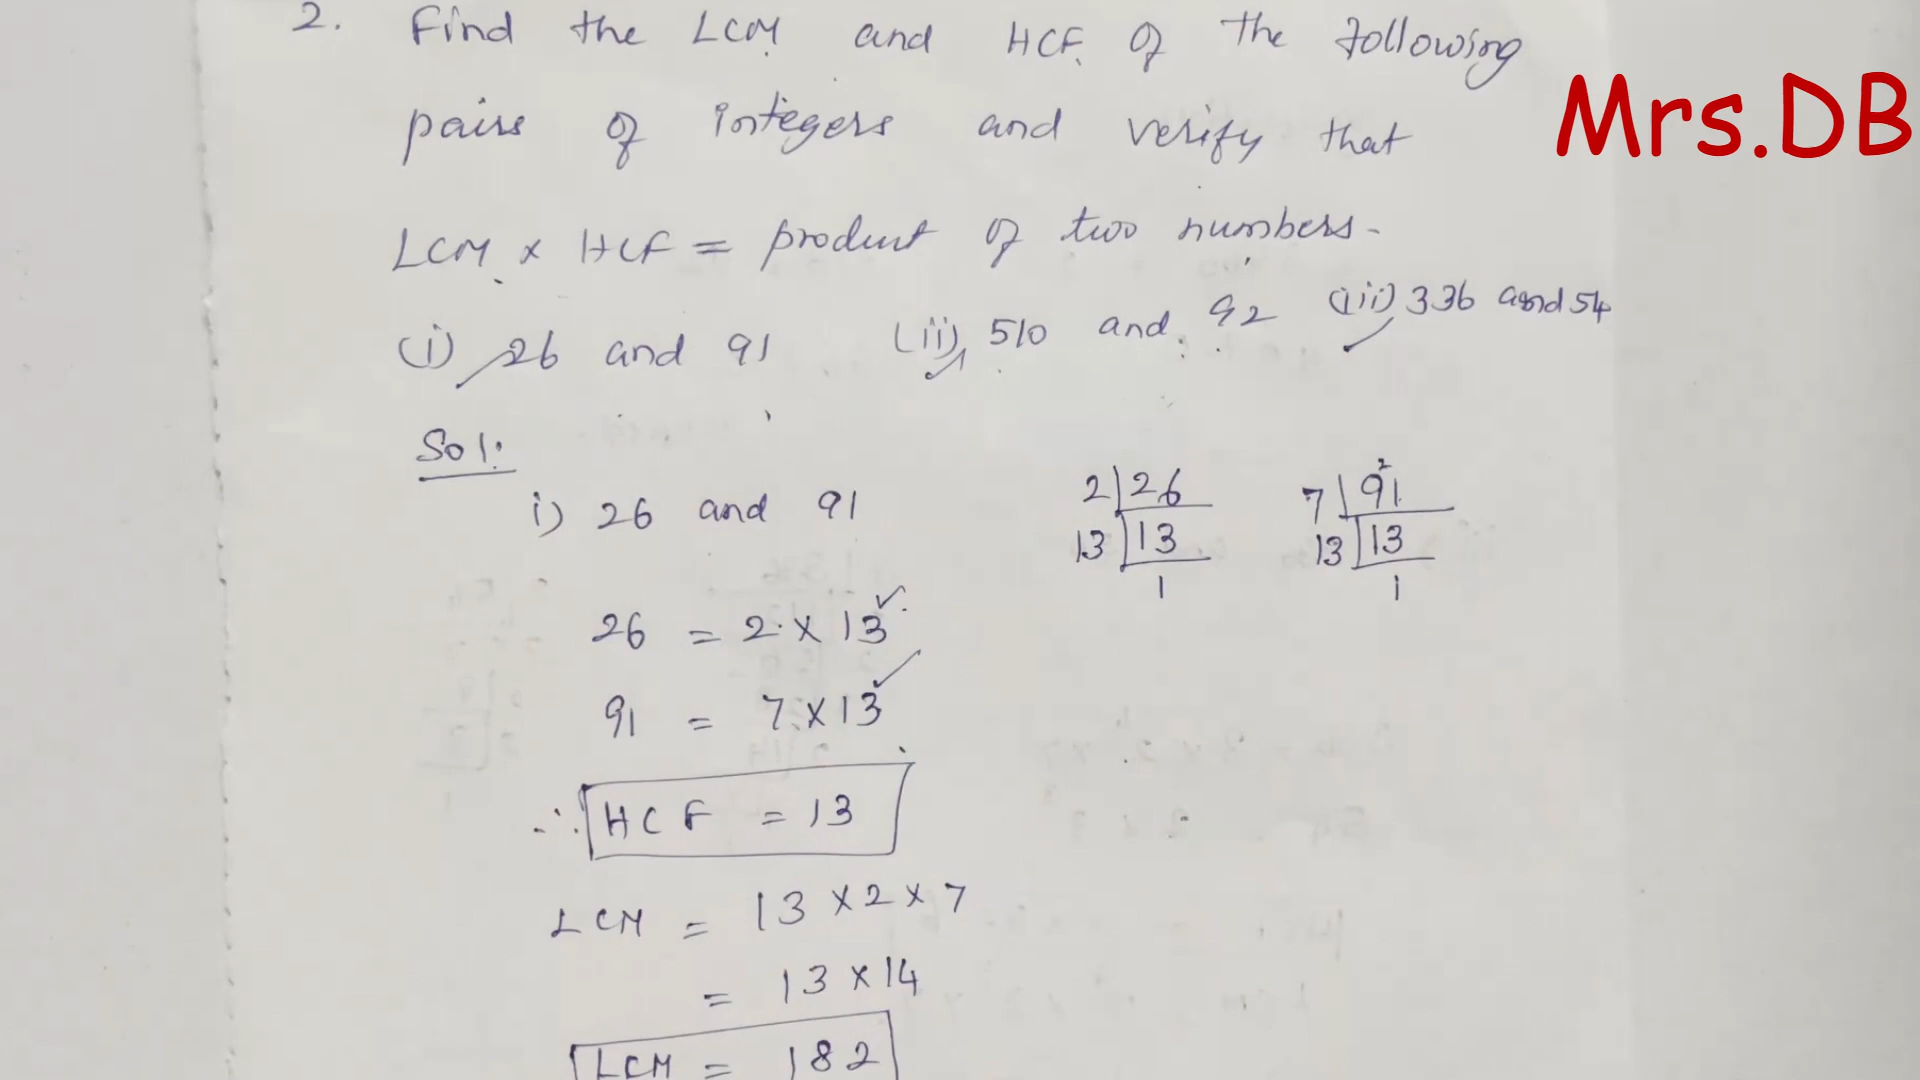 2. Find the LCM and HCF of the following
Mrs.DB
pairs of integers and verify that
LCM x HCF = product of two numbers.
(i) 26 and 91 (ii) 510 and 92 (iii) 336 and 54
Sol:
i) 26 and 91
2 26
13 13
1
7 91
13 13
1
26 = 2 x 13
91 = 7 x 13
∴ HCF = 13
LCM = 13 x 2 x 7
= 13 x 14
LCM = 182